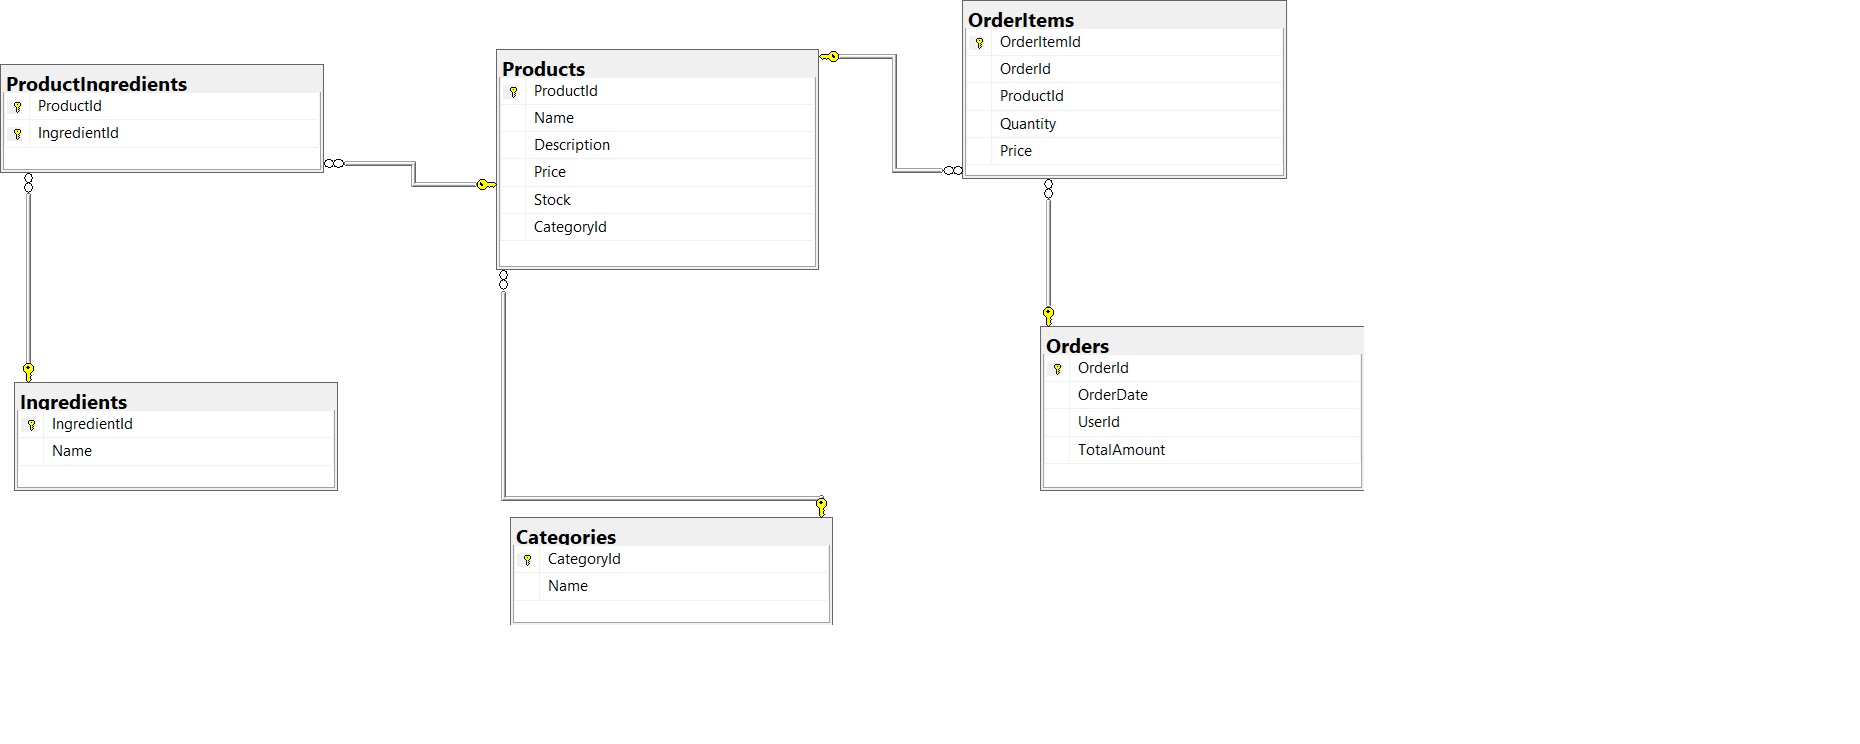 ProductIngredients
ProductId
IngredientId
Products
ProductId
Name
Description
Price
Stock
CategoryId
OrderItems
OrderItemId
OrderId
ProductId
Quantity
Price
Ingredients
IngredientId
Name
Categories
CategoryId
Name
Orders
OrderId
OrderDate
UserId
TotalAmount